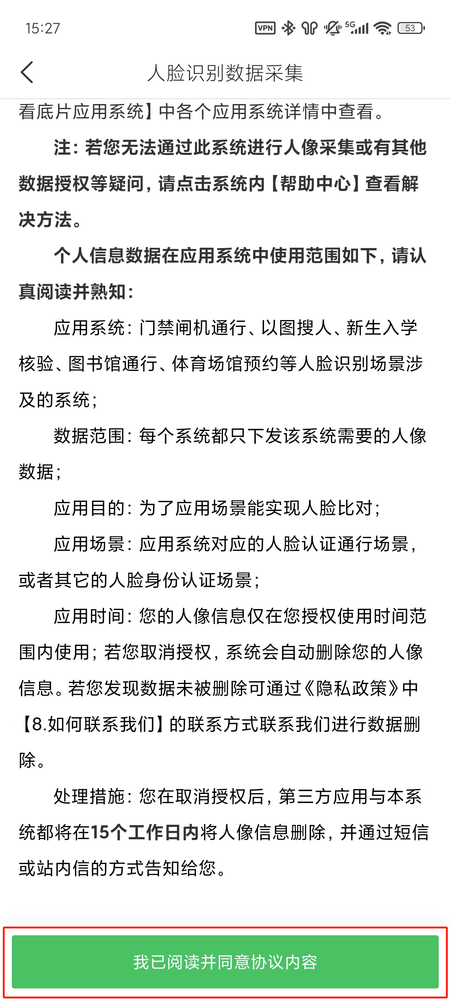 15:27
VPN
5G
53
人脸识别数据采集
看底片应用系统】中各个应用系统详情中查看。
注：若您无法通过此系统进行人像采集或有其他
数据授权等疑问，请点击系统内【帮助中心】查看解
决方法。
个人信息数据在应用系统中使用范围如下，请认
真阅读并熟知：
应用系统：门禁闸机通行、以图搜人、新生入学
核验、图书馆通行、体育场馆预约等人脸识别场景涉
及的系统；
数据范围：每个系统都只下发该系统需要的人像
数据；
应用目的：为了应用场景能实现人脸比对；
应用场景：应用系统对应的人脸认证通行场景，
或者其它的人脸身份认证场景；
应用时间：您的人像信息仅在您授权使用时间范
围内使用；若您取消授权，系统会自动删除您的人像
信息。若您发现数据未被删除可通过《隐私政策》中
【8.如何联系我们】的联系方式联系我们进行数据删
除。
处理措施：您在取消授权后，第三方应用与本系
统都将在15个工作日内将人像信息删除，并通过短信
或站内信的方式告知给您。
我已阅读并同意协议内容